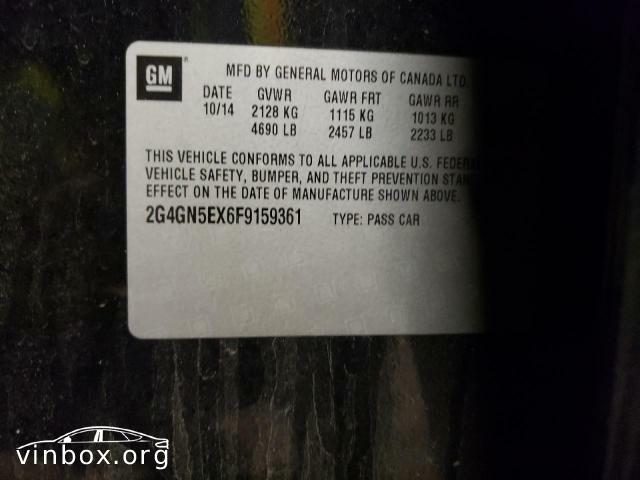 GM ®
MFD BY GENERAL MOTORS OF CANADA LTD.
DATE GVWR GAWR FRT GAWR RR
10/14 2128 KG 1115 KG 1013 KG
4690 LB 2457 LB 2233 LB
THIS VEHICLE CONFORMS TO ALL APPLICABLE U.S. FEDERAL
VEHICLE SAFETY, BUMPER, AND THEFT PREVENTION STAN
EFFECT ON THE DATE OF MANUFACTURE SHOWN ABOVE.
2G4GN5EX6F9159361 TYPE: PASS CAR
vinbox.org